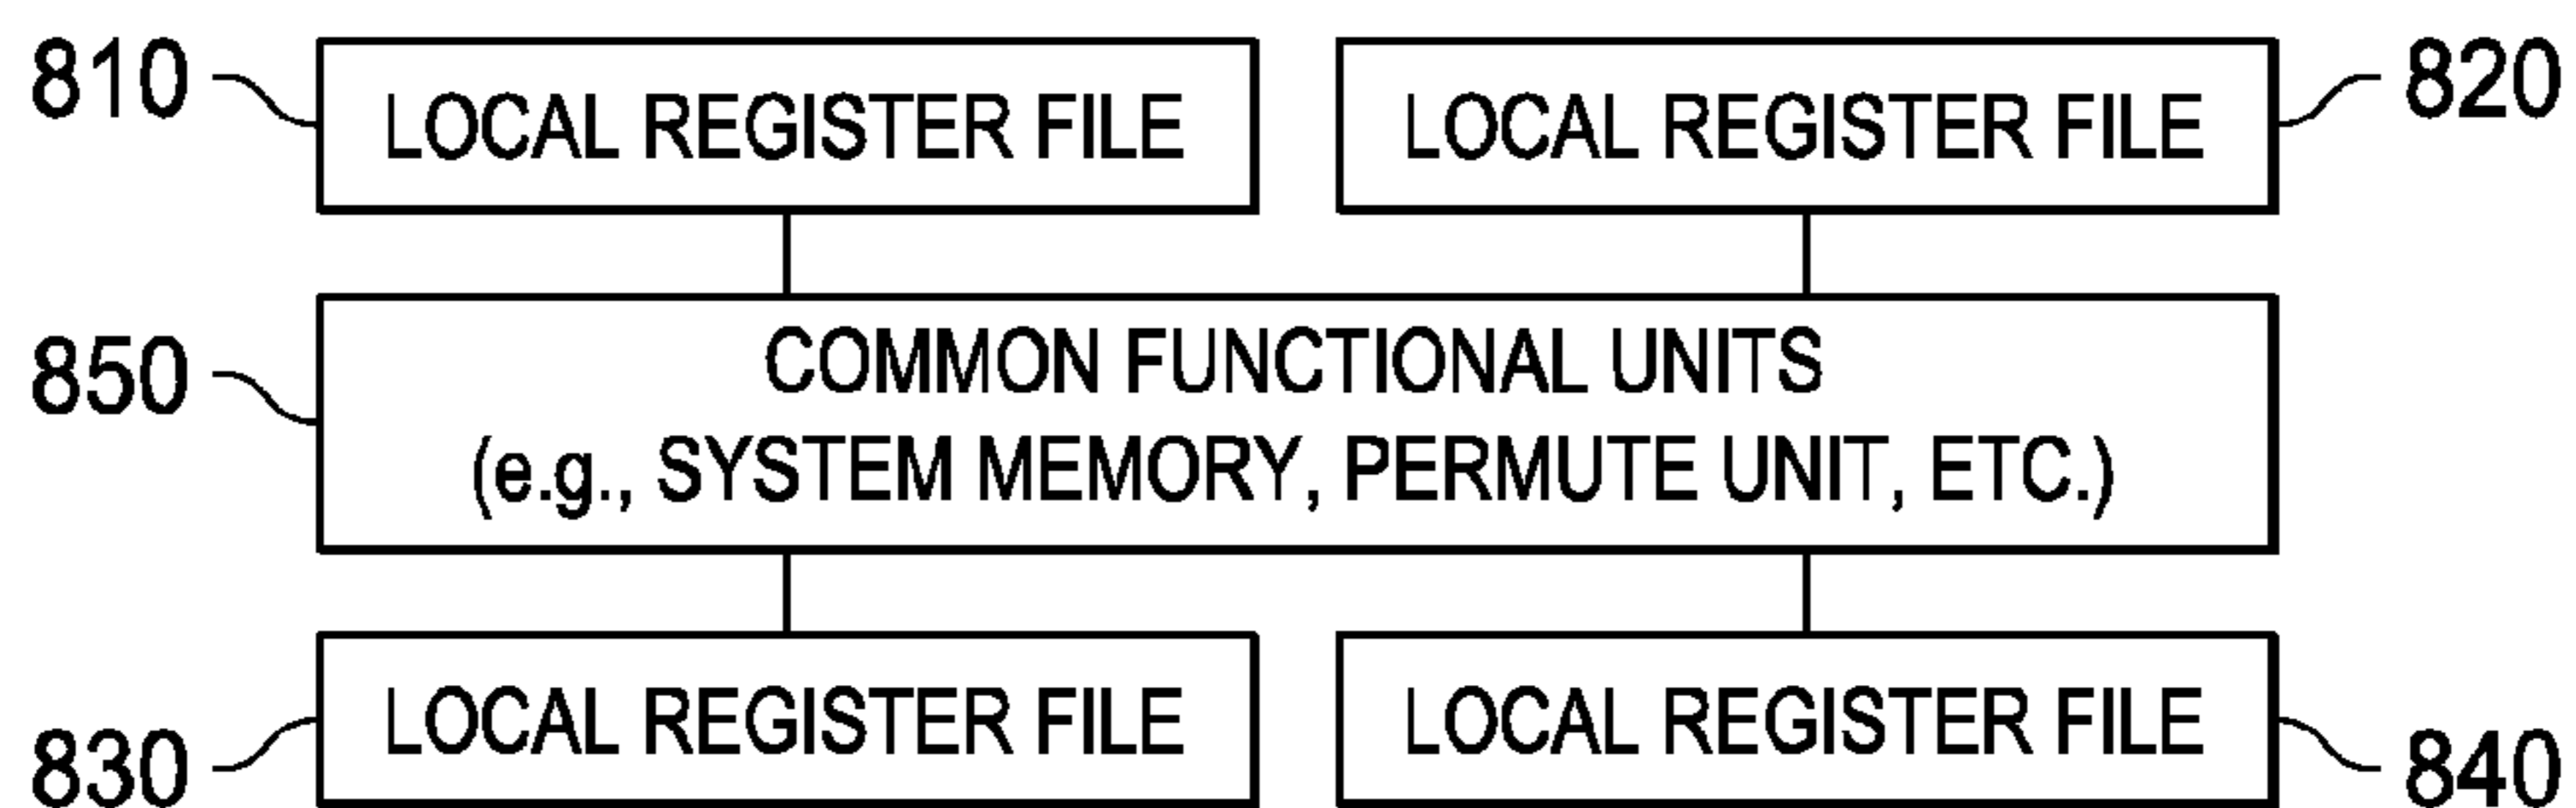 810 LOCAL REGISTER FILE LOCAL REGISTER FILE 820
850 COMMON FUNCTIONAL UNITS
(e.g., SYSTEM MEMORY, PERMUTE UNIT, ETC.)
830 LOCAL REGISTER FILE LOCAL REGISTER FILE 840